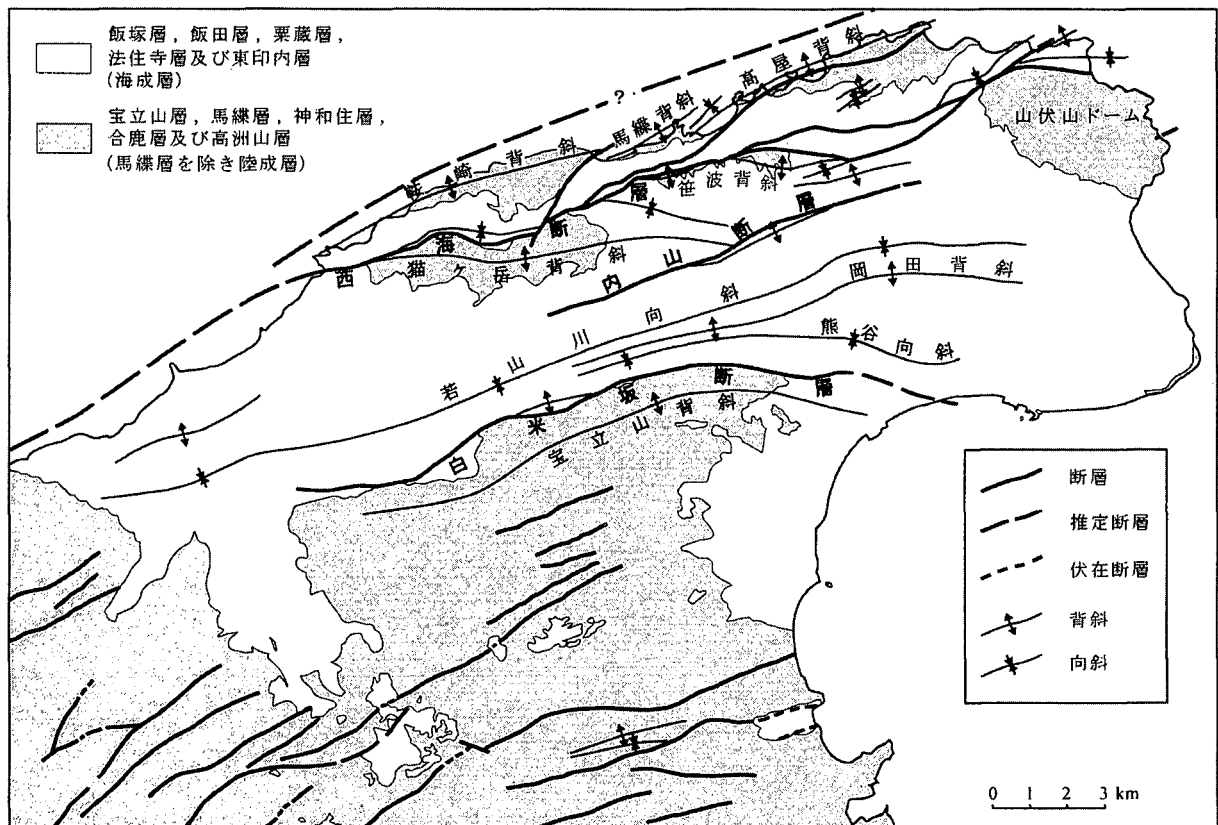 飯塚層，飯田層，粟蔵層，
法住寺層及び東印内層
(海成層)
宝立山層，馬緤層，神和住層，
合鹿層及び高洲山層
(馬緤層を除き陸成層)
高屋背斜
?
馬緤背斜
山伏山ドーム
崎背斜
笹波背斜
西海断層
猫ヶ岳背斜
内山断層
岡田背斜
若山川向斜
熊谷向斜
白米坂断層
宝立山背斜
断層
推定断層
伏在断層
背斜
向斜
0 1 2 3 km